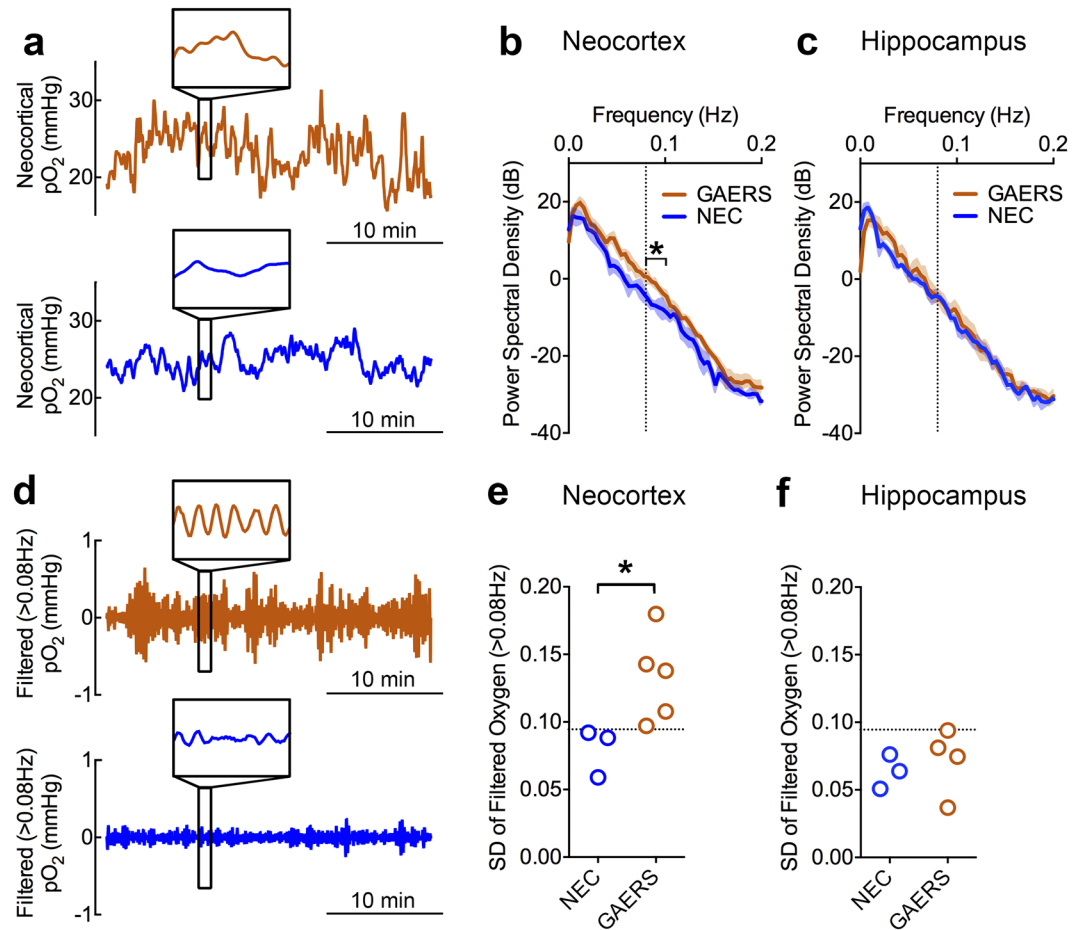 a
Neocortical
pO2 (mmHg)
30
20
10 min
Neocortical
pO2 (mmHg)
30
20
10 min
b
Neocortex
Frequency (Hz)
0.0
0.1
0.2
Power Spectral Density (dB)
20
0
-20
-40
GAERS
NEC
*
c
Hippocampus
Frequency (Hz)
0.0
0.1
0.2
Power Spectral Density (dB)
20
0
-20
-40
GAERS
NEC
d
Filtered (>0.08Hz)
pO2 (mmHg)
1
0
-1
10 min
Filtered (>0.08Hz)
pO2 (mmHg)
1
0
-1
10 min
e
Neocortex
SD of Filtered Oxygen (>0.08Hz)
0.20
0.15
0.10
0.05
0.00
*
NEC
GAERS
f
Hippocampus
SD of Filtered Oxygen (>0.08Hz)
0.20
0.15
0.10
0.05
0.00
NEC
GAERS